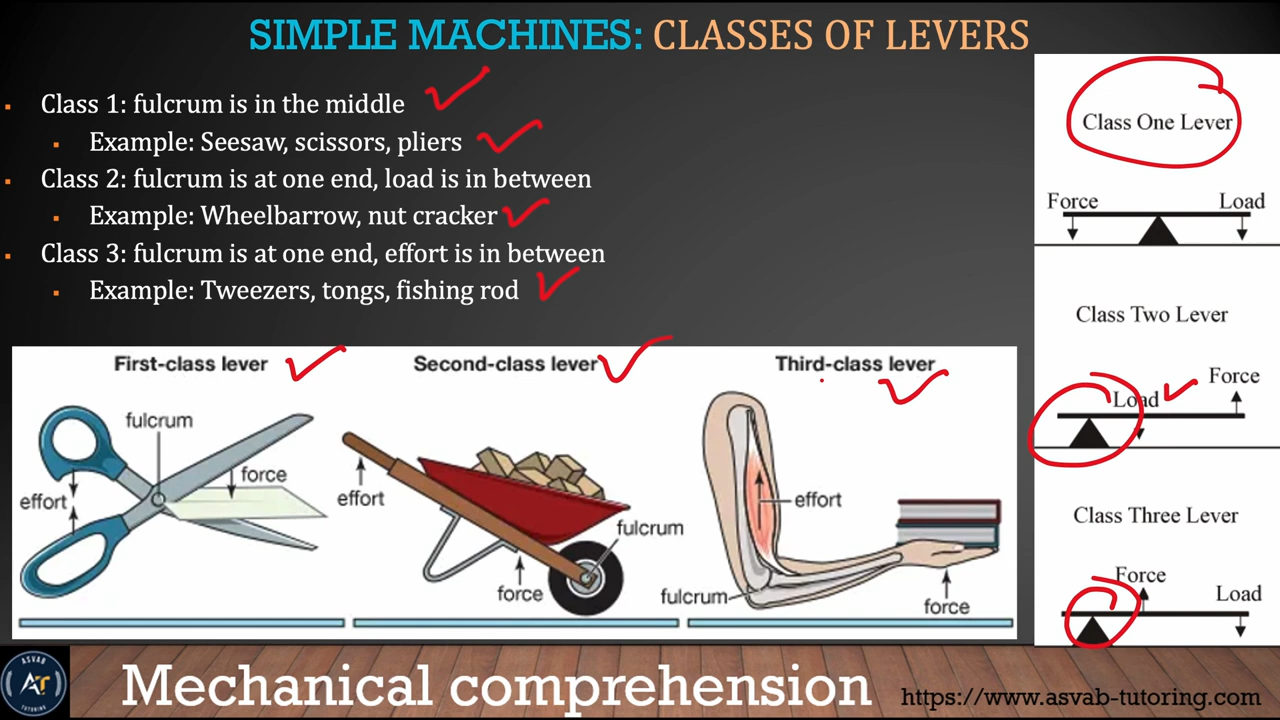 SIMPLE MACHINES: CLASSES OF LEVERS
▪ Class 1: fulcrum is in the middle
▪ Example: Seesaw, scissors, pliers
▪ Class 2: fulcrum is at one end, load is in between
▪ Example: Wheelbarrow, nut cracker
▪ Class 3: fulcrum is at one end, effort is in between
▪ Example: Tweezers, tongs, fishing rod
First-class lever
fulcrum
force
effort
Second-class lever
effort
fulcrum
force
Third-class lever
effort
fulcrum
force
Class One Lever
Force Load
Class Two Lever
Force
Load
Class Three Lever
Force
Load
ASVAB
AT
TUTORING
Mechanical comprehension
https://www.asvab-tutoring.com